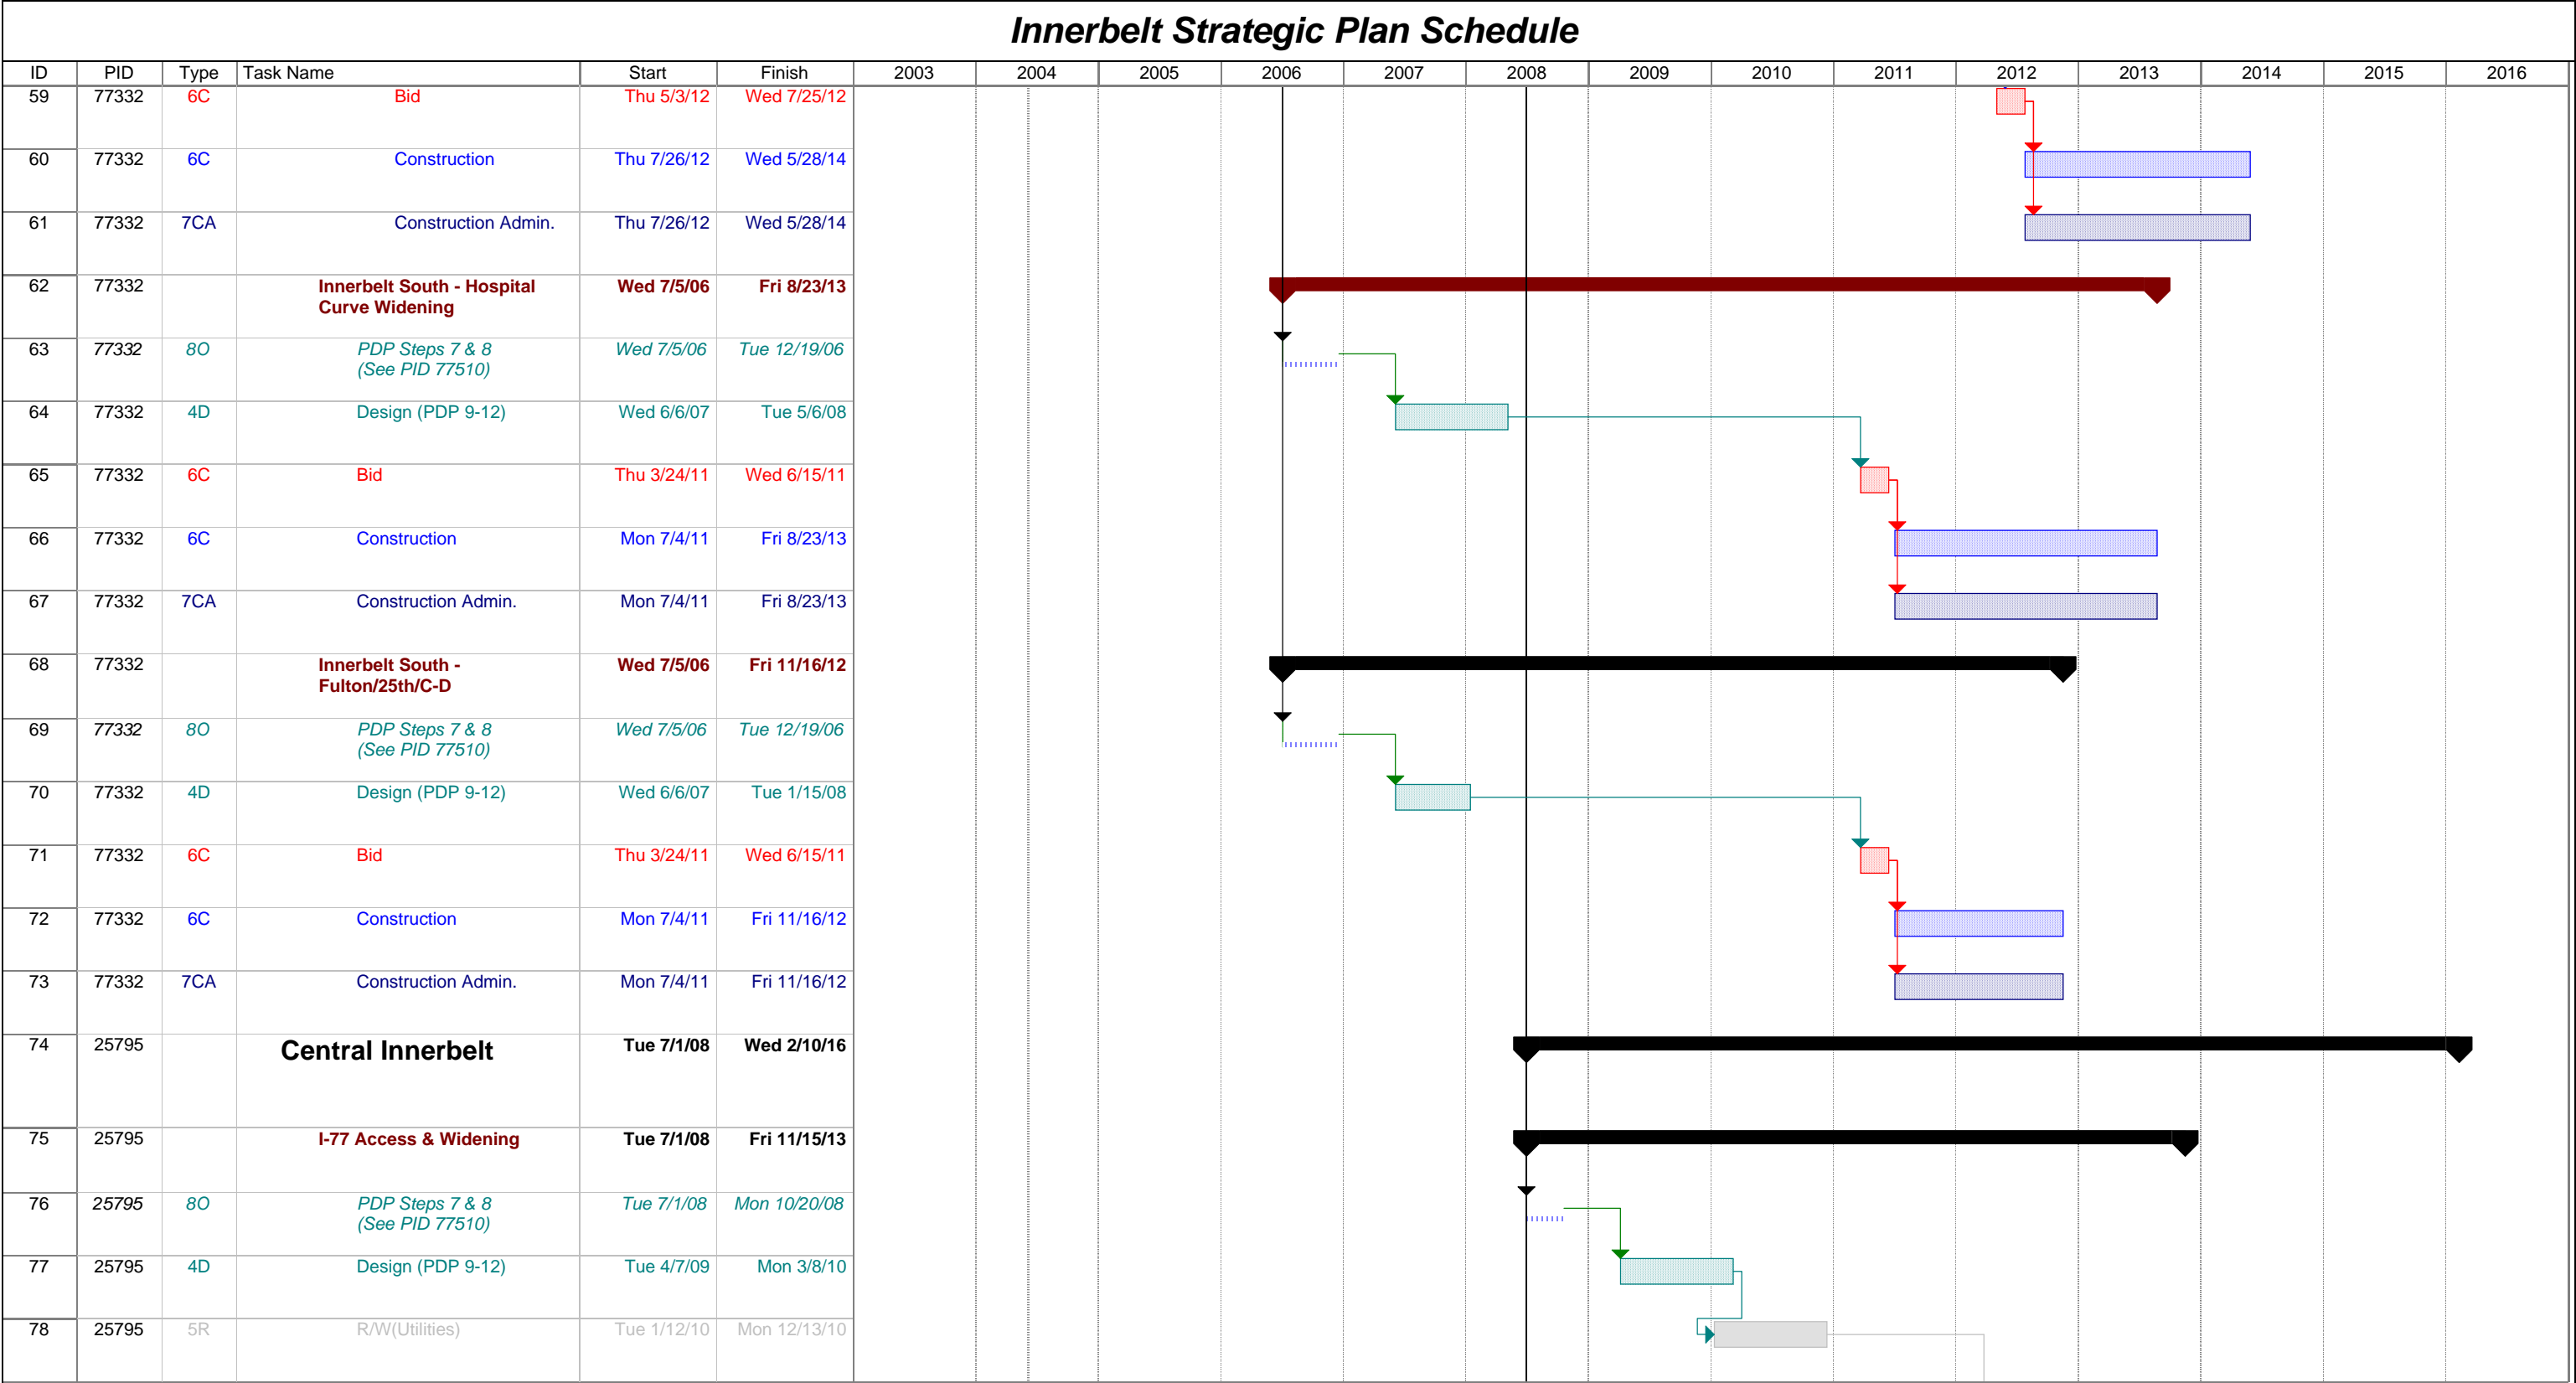 Innerbelt Strategic Plan Schedule
ID PID Type Task Name Start Finish 2003 2004 2005 2006 2007 2008 2009 2010 2011 2012 2013 2014 2015 2016
59 77332 6C Bid Thu 5/3/12 Wed 7/25/12
60 77332 6C Construction Thu 7/26/12 Wed 5/28/14
61 77332 7CA Construction Admin. Thu 7/26/12 Wed 5/28/14
62 77332 Innerbelt South - Hospital Wed 7/5/06 Fri 8/23/13
Curve Widening
63 77332 8O PDP Steps 7 & 8 Wed 7/5/06 Tue 12/19/06
(See PID 77510)
64 77332 4D Design (PDP 9-12) Wed 6/6/07 Tue 5/6/08
65 77332 6C Bid Thu 3/24/11 Wed 6/15/11
66 77332 6C Construction Mon 7/4/11 Fri 8/23/13
67 77332 7CA Construction Admin. Mon 7/4/11 Fri 8/23/13
68 77332 Innerbelt South - Wed 7/5/06 Fri 11/16/12
Fulton/25th/C-D
69 77332 8O PDP Steps 7 & 8 Wed 7/5/06 Tue 12/19/06
(See PID 77510)
70 77332 4D Design (PDP 9-12) Wed 6/6/07 Tue 1/15/08
71 77332 6C Bid Thu 3/24/11 Wed 6/15/11
72 77332 6C Construction Mon 7/4/11 Fri 11/16/12
73 77332 7CA Construction Admin. Mon 7/4/11 Fri 11/16/12
74 25795 Central Innerbelt Tue 7/1/08 Wed 2/10/16
75 25795 I-77 Access & Widening Tue 7/1/08 Fri 11/15/13
76 25795 8O PDP Steps 7 & 8 Tue 7/1/08 Mon 10/20/08
(See PID 77510)
77 25795 4D Design (PDP 9-12) Tue 4/7/09 Mon 3/8/10
78 25795 5R R/W(Utilities) Tue 1/12/10 Mon 12/13/10